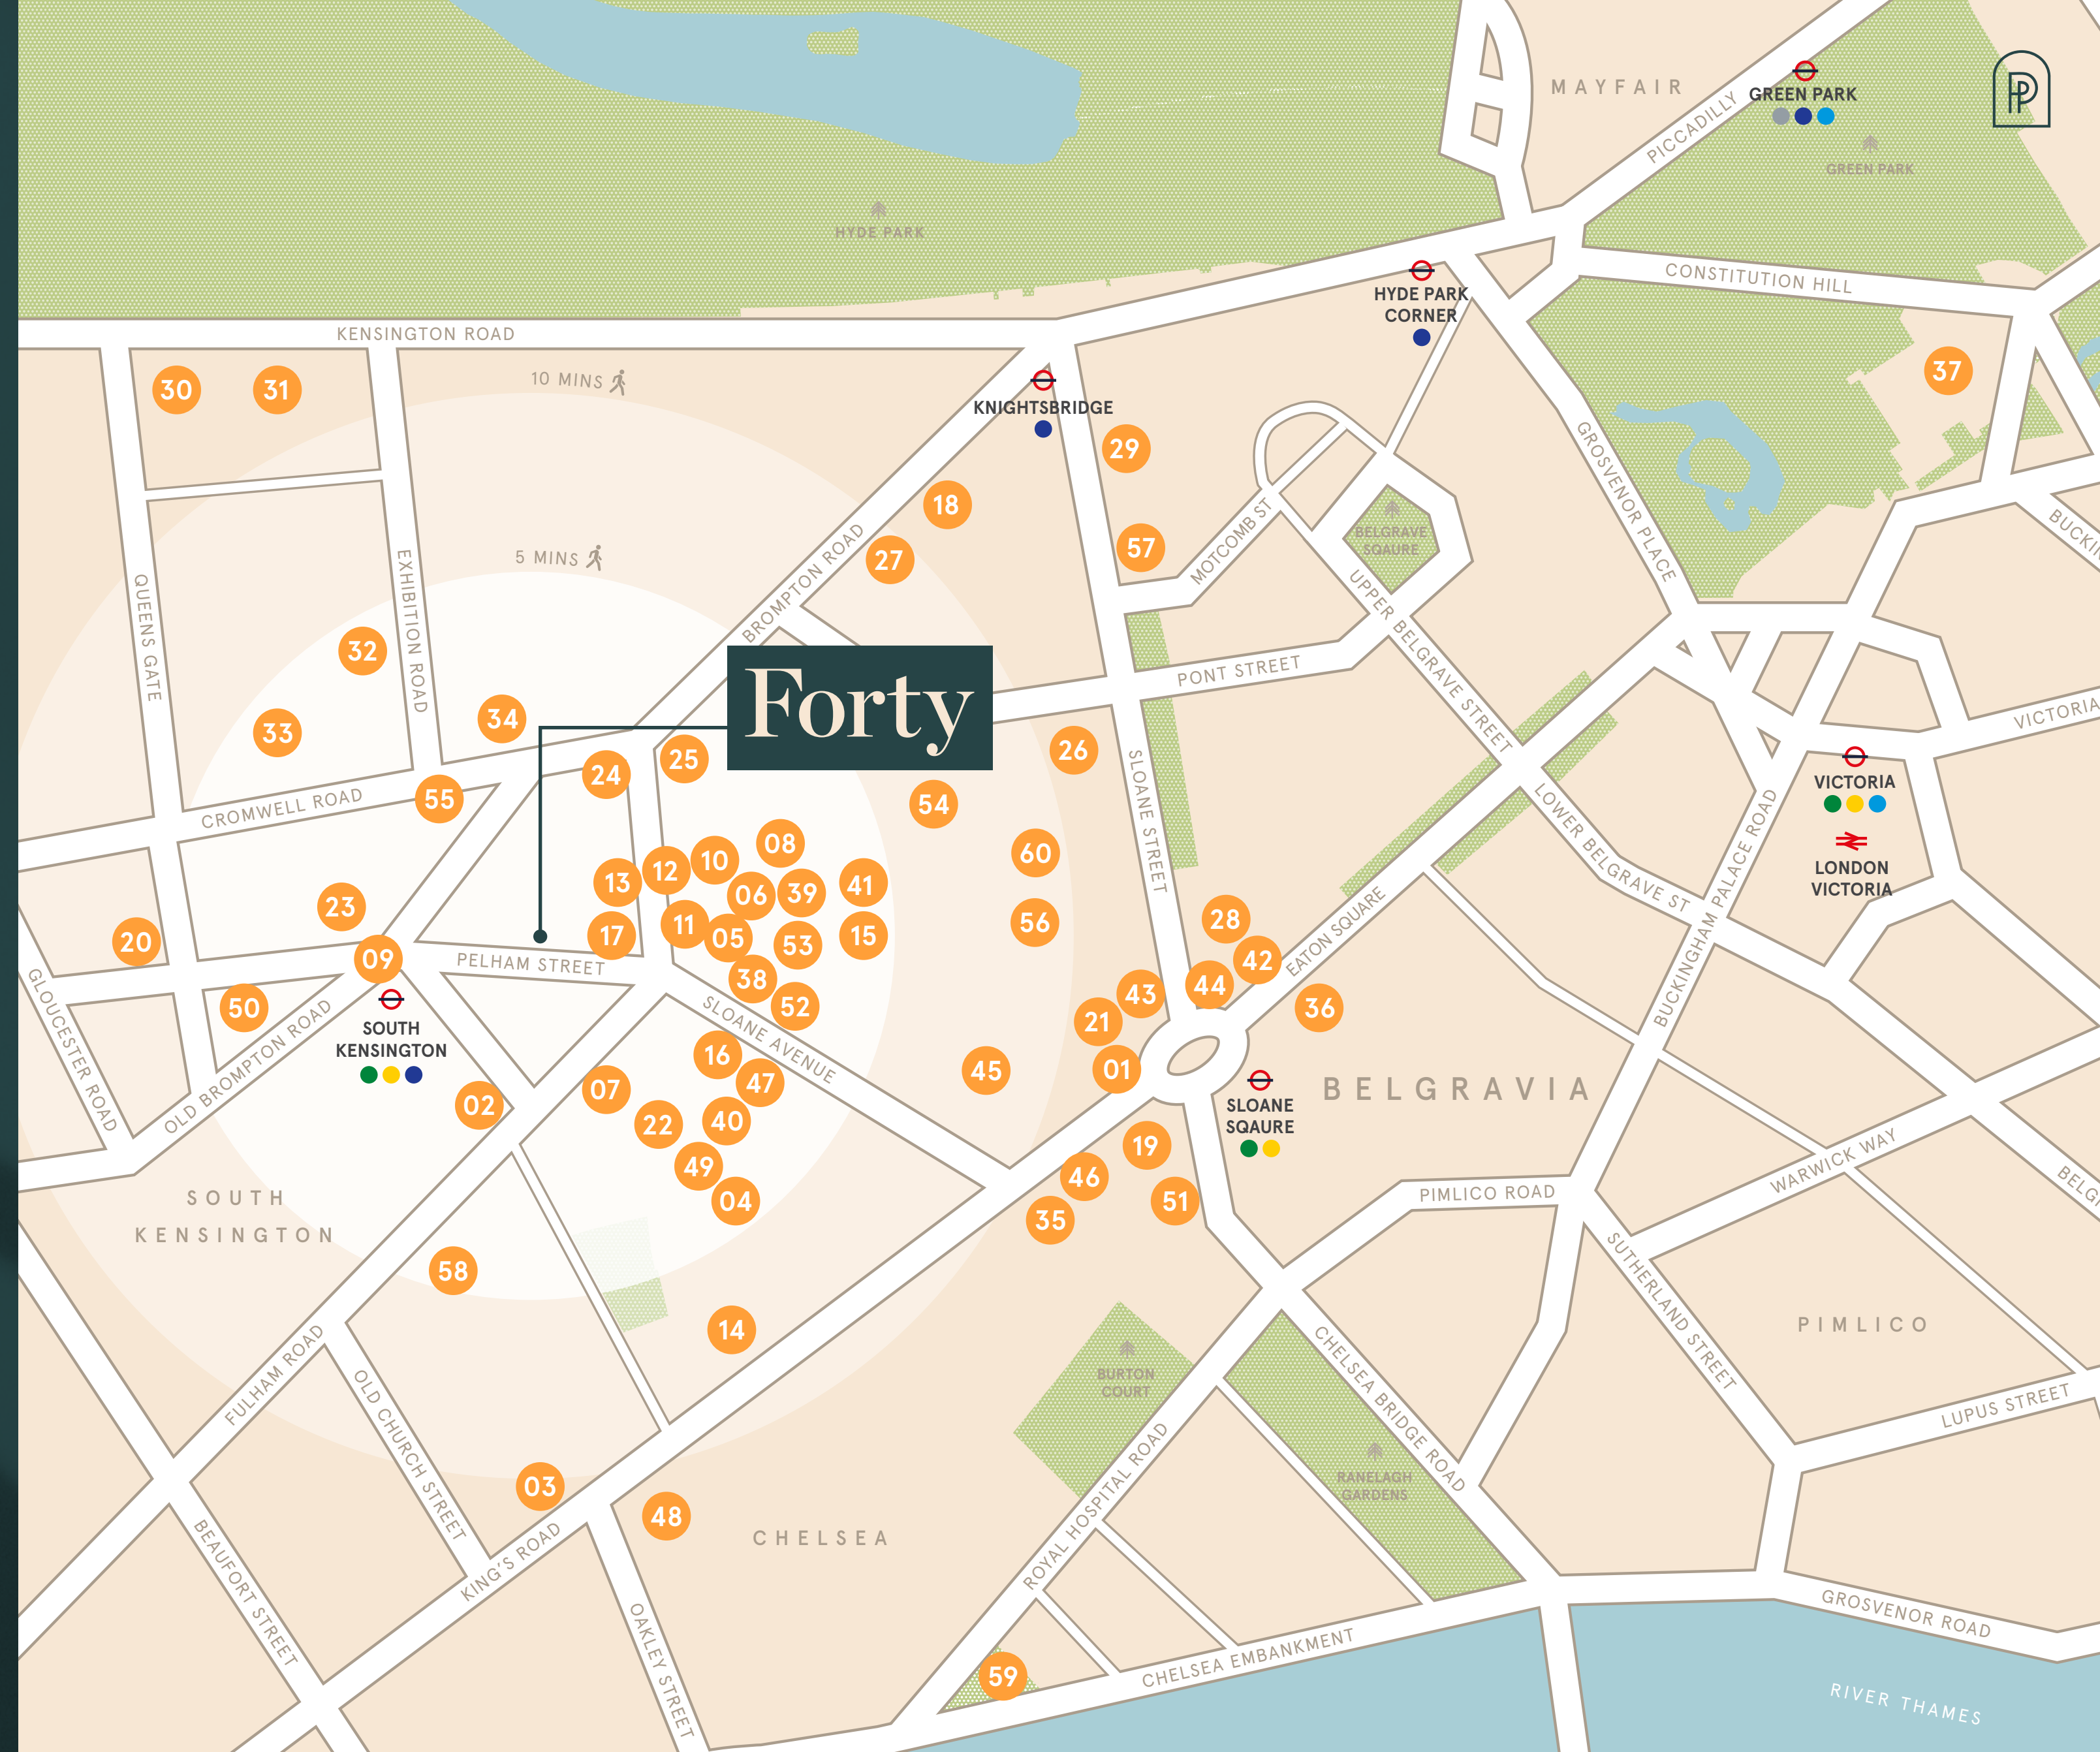 MAYFAIR
GREEN PARK
PICCADILLY
GREEN PARK
HYDE PARK
HYDE PARK
CORNER
CONSTITUTION HILL
KENSINGTON ROAD
37
30
31
10 MINS
KNIGHTSBRIDGE
29
18
GROSVENOR PLACE
BELGRAVE
SQAURE
MOTCOMB ST
57
BUCKIN
5 MINS
27
BROMPTON ROAD
EXHIBITION ROAD
QUEENS GATE
UPPER BELGRAVE STREET
32
PONT STREET
Forty
33
34
25
24
26
VICTORIA
VICTORIA
LONDON
VICTORIA
CROMWELL ROAD
55
54
SLOANE STREET
LOWER BELGRAVE ST
BUCKINGHAM PALACE ROAD
08
60
10
12
13
06
39
41
23
20
17
11
05
53
15
56
28
EATON SQUARE
42
09
PELHAM STREET
38
44
43
50
52
SLOANE AVENUE
21
36
GLOUCESTER ROAD
OLD BROMPTON ROAD
SOUTH
KENSINGTON
16
45
01
47
07
02
BELGRAVIA
SLOANE
SQAURE
22
40
19
49
46
WARWICK WAY
04
51
35
PIMLICO ROAD
BELG
SOUTH
KENSINGTON
58
SUTHERLAND STREET
PIMLICO
14
FULHAM ROAD
OLD CHURCH STREET
BURTON
COURT
CHELSEA BRIDGE ROAD
LUPUS STREET
03
48
RANELAGH
GARDENS
CHELSEA
ROYAL HOSPITAL ROAD
KING'S ROAD
BEAUFORT STREET
OAKLEY STREET
59
CHELSEA EMBANKMENT
GROSVENOR ROAD
RIVER THAMES